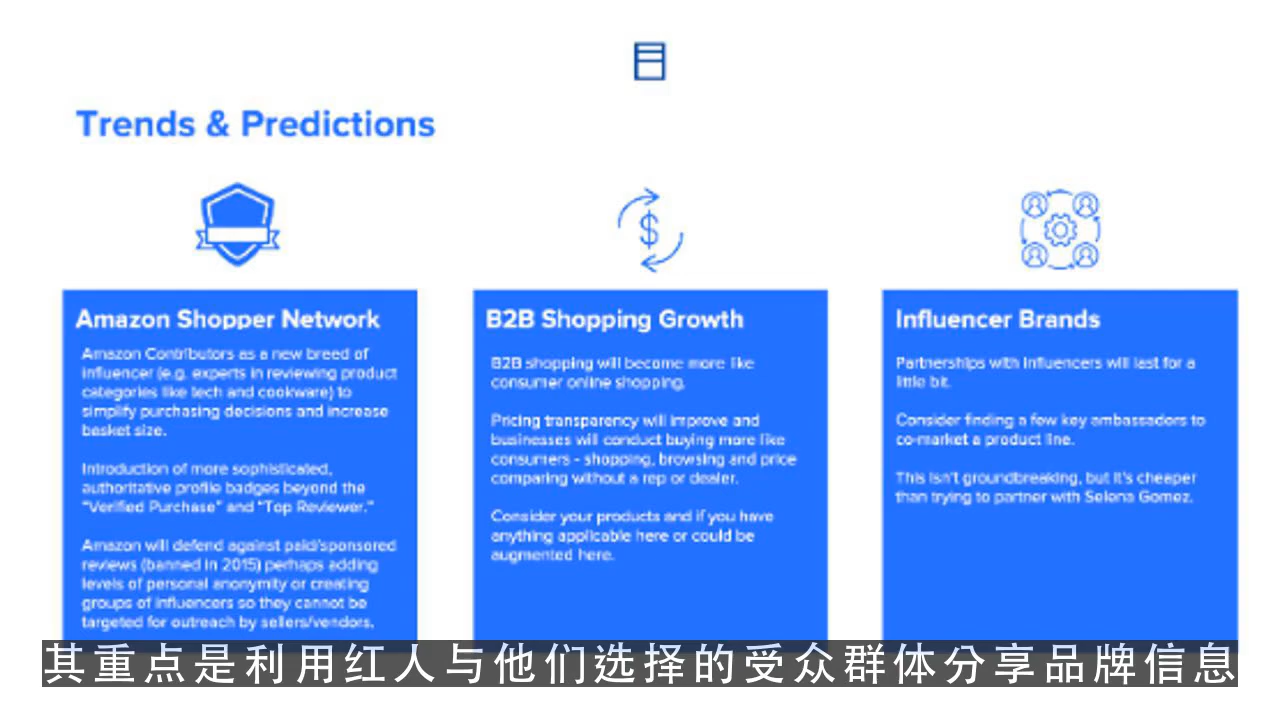 Trends & Predictions
Amazon Shopper Network
Amazon Contributors as a new breed of
influencer (e.g. experts in reviewing product
categories like tech and cookware) to
simplify purchasing decisions and increase
basket size.
Introduction of more sophisticated,
authoritative profile badges beyond the
"Verified Purchase" and "Top Reviewer."
Amazon will defend against paid/sponsored
reviews (banned in 2015) perhaps adding
levels of personal anonymity or creating
groups of influencers so they cannot be
targeted for outreach by sellers/vendors.
B2B Shopping Growth
B2B shopping will become more like
consumer online shopping.
Pricing transparency will improve and
businesses will conduct buying more like
consumers - shopping, browsing and price
comparing without a rep or dealer.
Consider your products and if you have
anything applicable here or could be
augmented here.
Influencer Brands
Partnerships with Influencers will last for a
little bit.
Consider finding a few key ambassadors to
co-market a product line.
This isn't groundbreaking, but it's cheaper
than trying to partner with Selena Gomez.
其重点是利用红人与他们选择的受众群体分享品牌信息